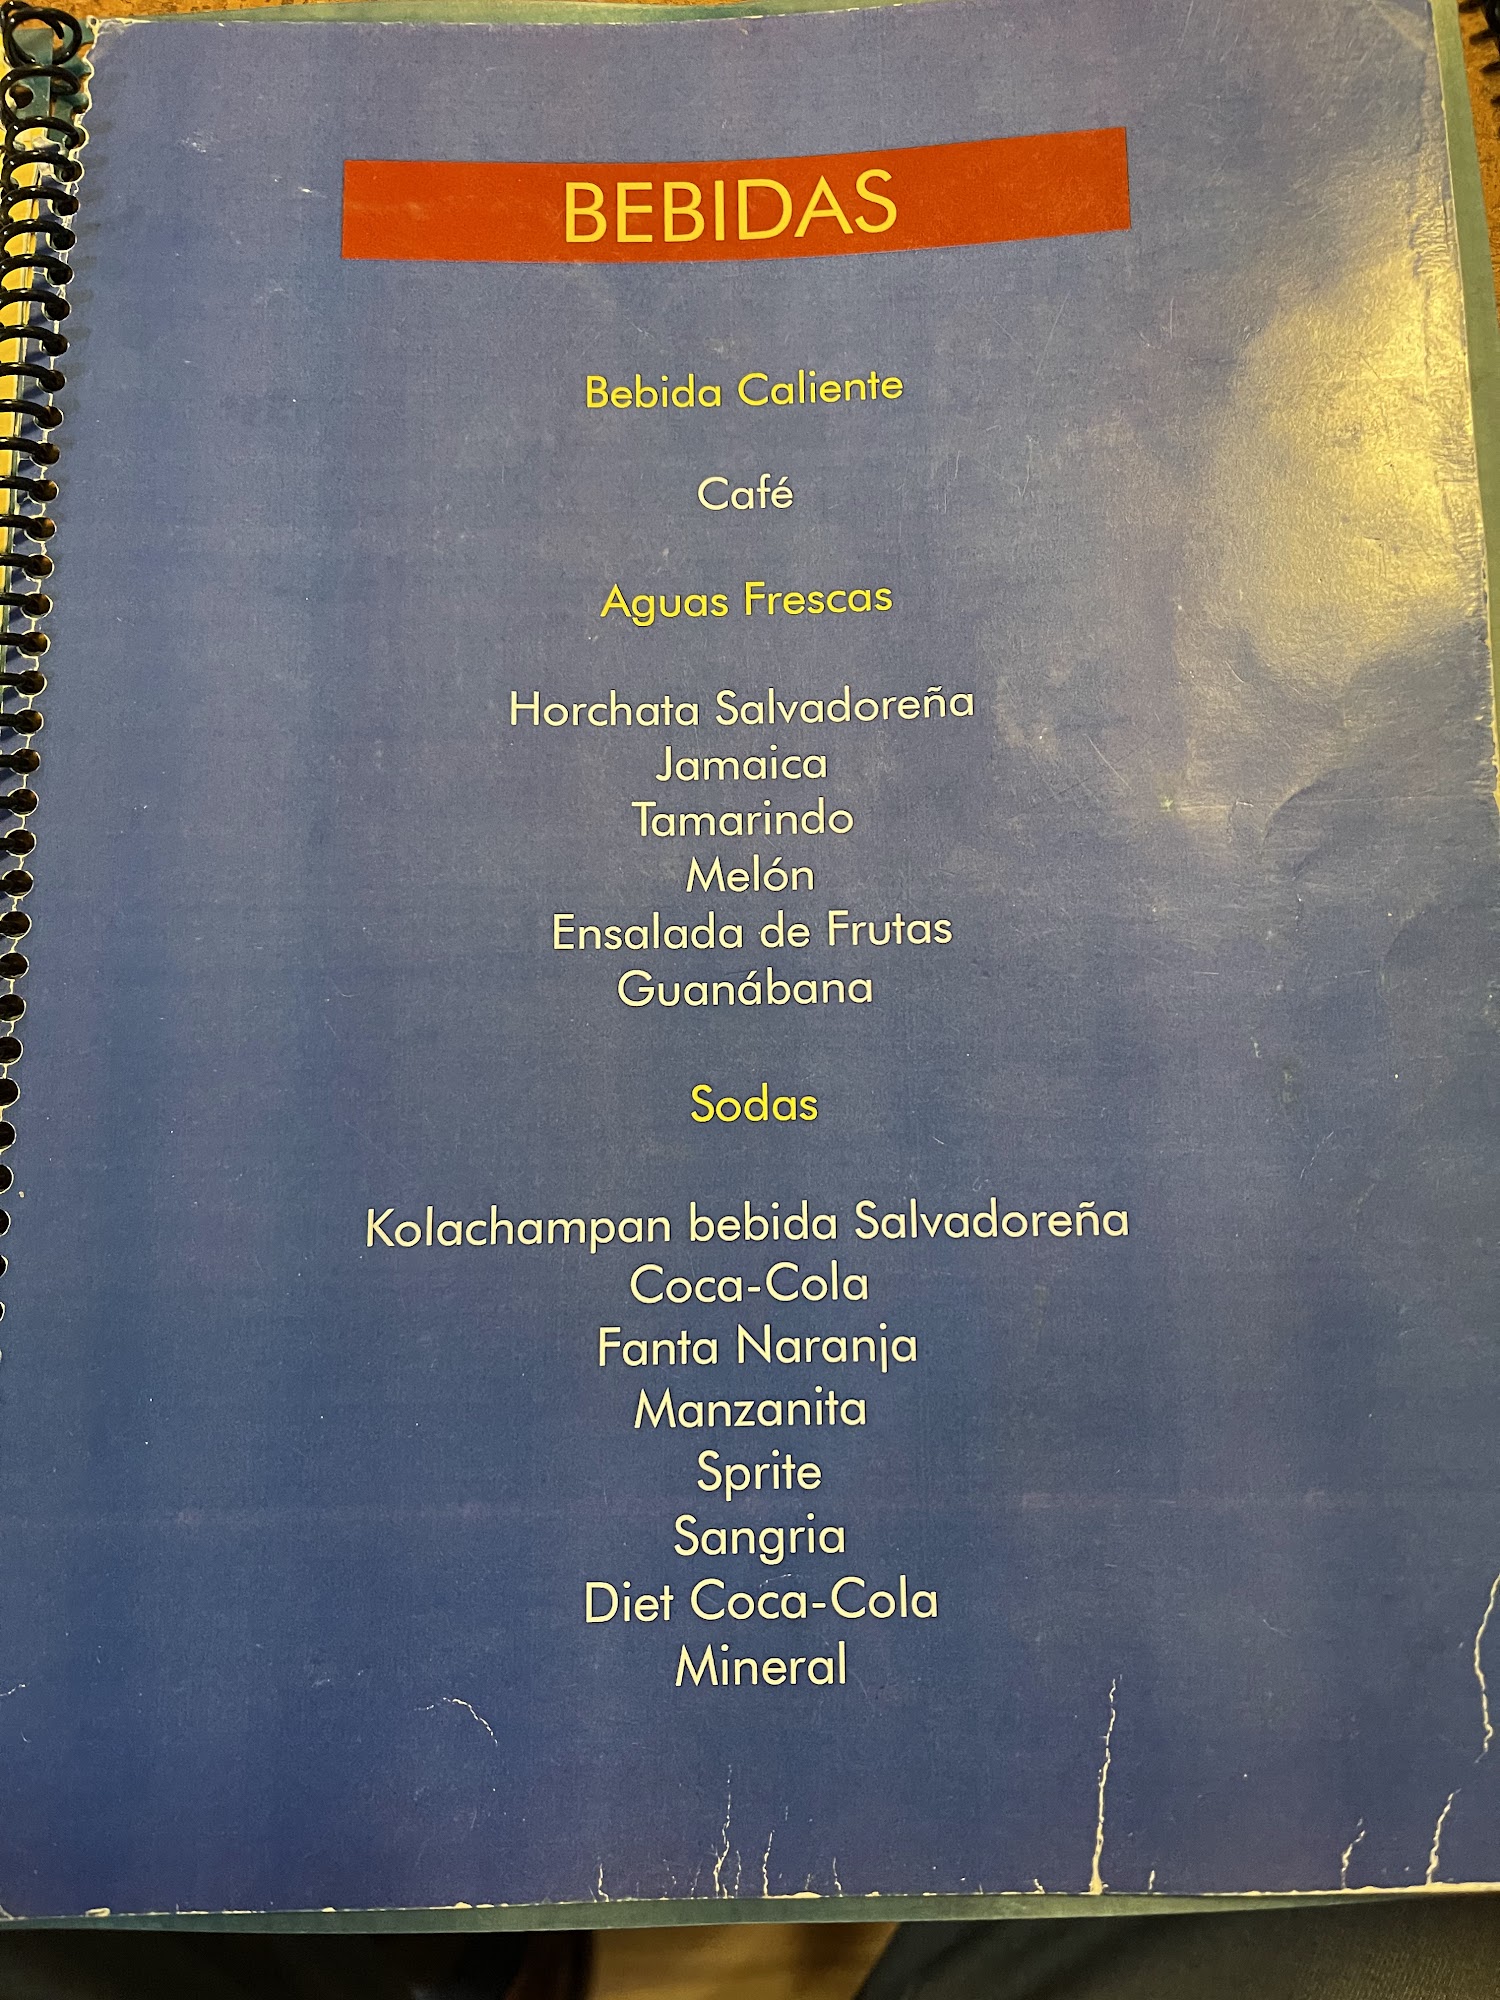 BEBIDAS
Bebida Caliente
Café
Aguas Frescas
Horchata Salvadoreña
Jamaica
Tamarindo
Melón
Ensalada de Frutas
Guanábana
Sodas
Kolachampan bebida Salvadoreña
Coca-Cola
Fanta Naranja
Manzanita
Sprite
Sangria
Diet Coca-Cola
Mineral